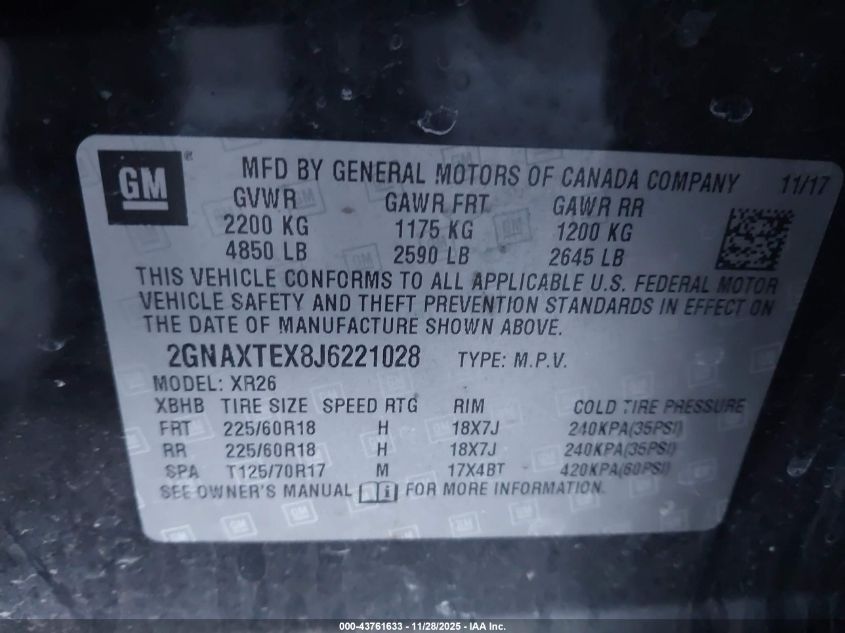 GM ® MFD BY GENERAL MOTORS OF CANADA COMPANY 11/17
GVWR GAWR FRT GAWR RR
2200 KG 1175 KG 1200 KG
4850 LB 2590 LB 2645 LB
THIS VEHICLE CONFORMS TO ALL APPLICABLE U.S. FEDERAL MOTOR
VEHICLE SAFETY AND THEFT PREVENTION STANDARDS IN EFFECT ON
THE DATE OF MANUFACTURE SHOWN ABOVE.
2GNAXTEX8J6221028 TYPE: M.P.V.
MODEL: XR26
XBHB TIRE SIZE SPEED RTG RIM COLD TIRE PRESSURE
FRT 225/60R18 H 18X7J 240KPA(35PSI)
RR 225/60R18 H 18X7J 240KPA(35PSI)
SPA T125/70R17 M 17X4BT 420KPA(60PSI)
SEE OWNER'S MANUAL i FOR MORE INFORMATION.
000-43761633 - 11/28/2025 - IAA Inc.